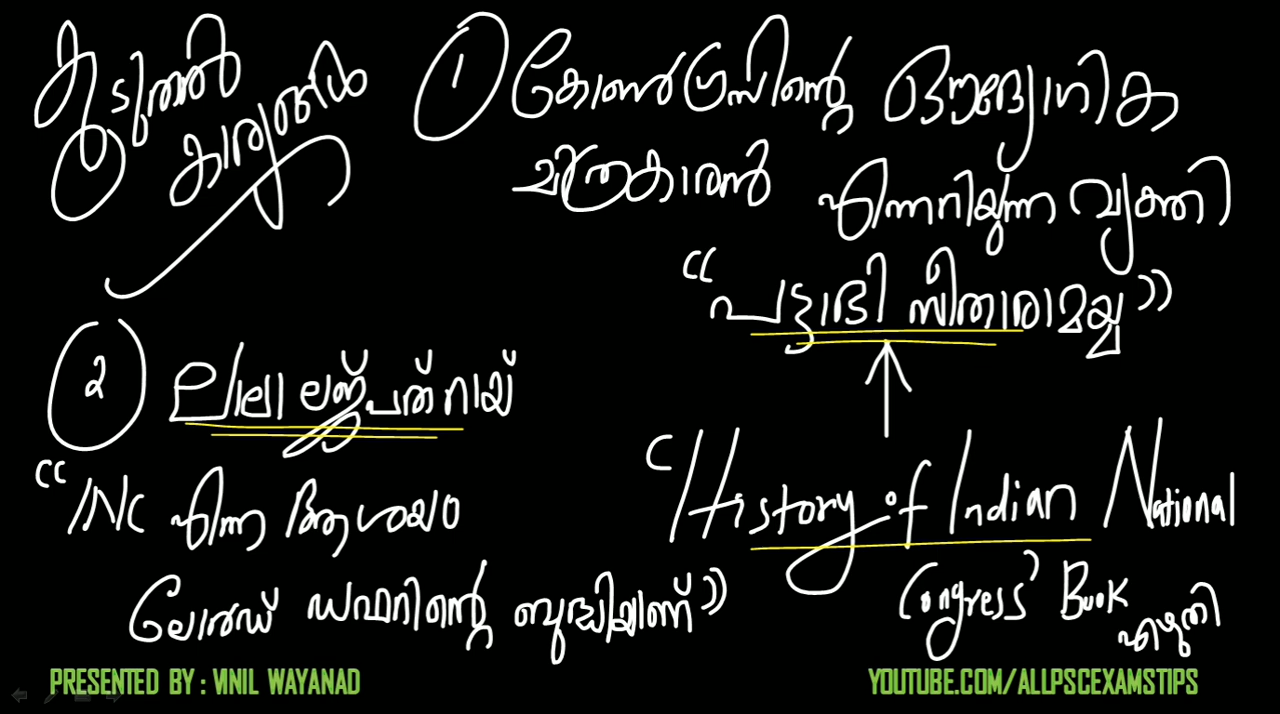 കൂടുതൽ
കാര്യങ്ങൾ
1 കോൺഗ്രസിന്റെ ഔദ്യോഗിക
ചരിത്രകാരൻ എന്നറിയുന്ന വ്യക്തി
“പട്ടാഭി സീതാരാമയ്യ”
2 ലാലാ ലജ്പത് റായ്
“INC എന്ന ആശയം
ലോർഡ് ഡഫറിന്റെ ബുദ്ധിയാണ്”
‘History of Indian National
Congress’ Book
എഴുതി
PRESENTED BY : VINIL WAYANAD
YOUTUBE.COM/ALLPSCEXAMSTIPS